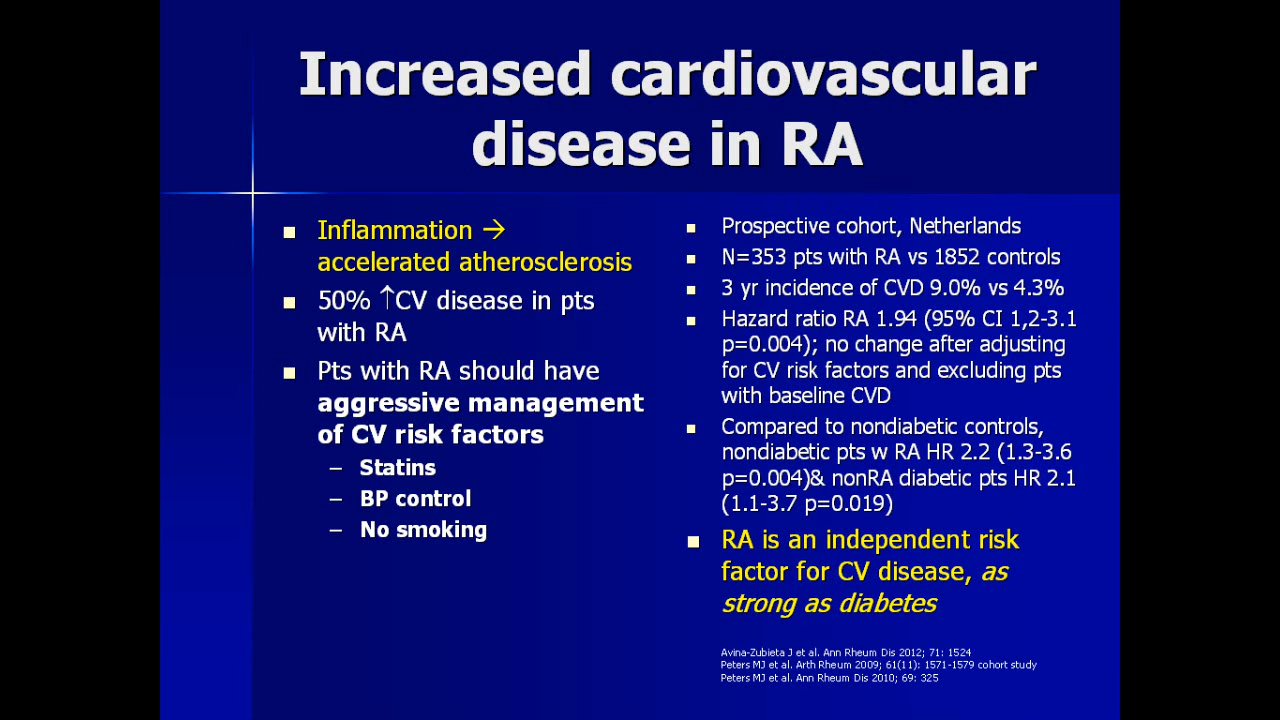 Increased cardiovascular
disease in RA
Inflammation →
accelerated atherosclerosis
50% ↑CV disease in pts
with RA
Pts with RA should have
aggressive management
of CV risk factors
– Statins
– BP control
– No smoking
Prospective cohort, Netherlands
N=353 pts with RA vs 1852 controls
3 yr incidence of CVD 9.0% vs 4.3%
Hazard ratio RA 1.94 (95% CI 1,2-3.1
p=0.004); no change after adjusting
for CV risk factors and excluding pts
with baseline CVD
Compared to nondiabetic controls,
nondiabetic pts w RA HR 2.2 (1.3-3.6
p=0.004)& nonRA diabetic pts HR 2.1
(1.1-3.7 p=0.019)
RA is an independent risk
factor for CV disease, as
strong as diabetes
Avina-Zubieta J et al. Ann Rheum Dis 2012; 71: 1524
Peters MJ et al. Arth Rheum 2009; 61(11): 1571-1579 cohort study
Peters MJ et al. Ann Rheum Dis 2010; 69: 325